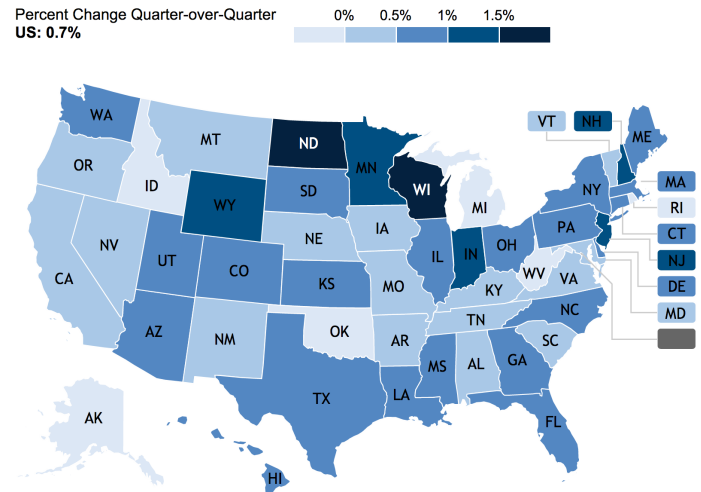 Percent Change Quarter-over-Quarter
US: 0.7%
0% 0.5% 1% 1.5%
WA
MT
ND
MN
VT NH
ME
OR
ID
WY
SD
WI
MI
NY
MA
RI
CT
NJ
DE
MD
NV
UT
CO
NE
IA
IL
IN
OH
PA
WV
VA
CA
KS
MO
KY
NC
AZ
NM
OK
AR
TN
SC
TX
LA
MS
AL
GA
FL
AK
HI